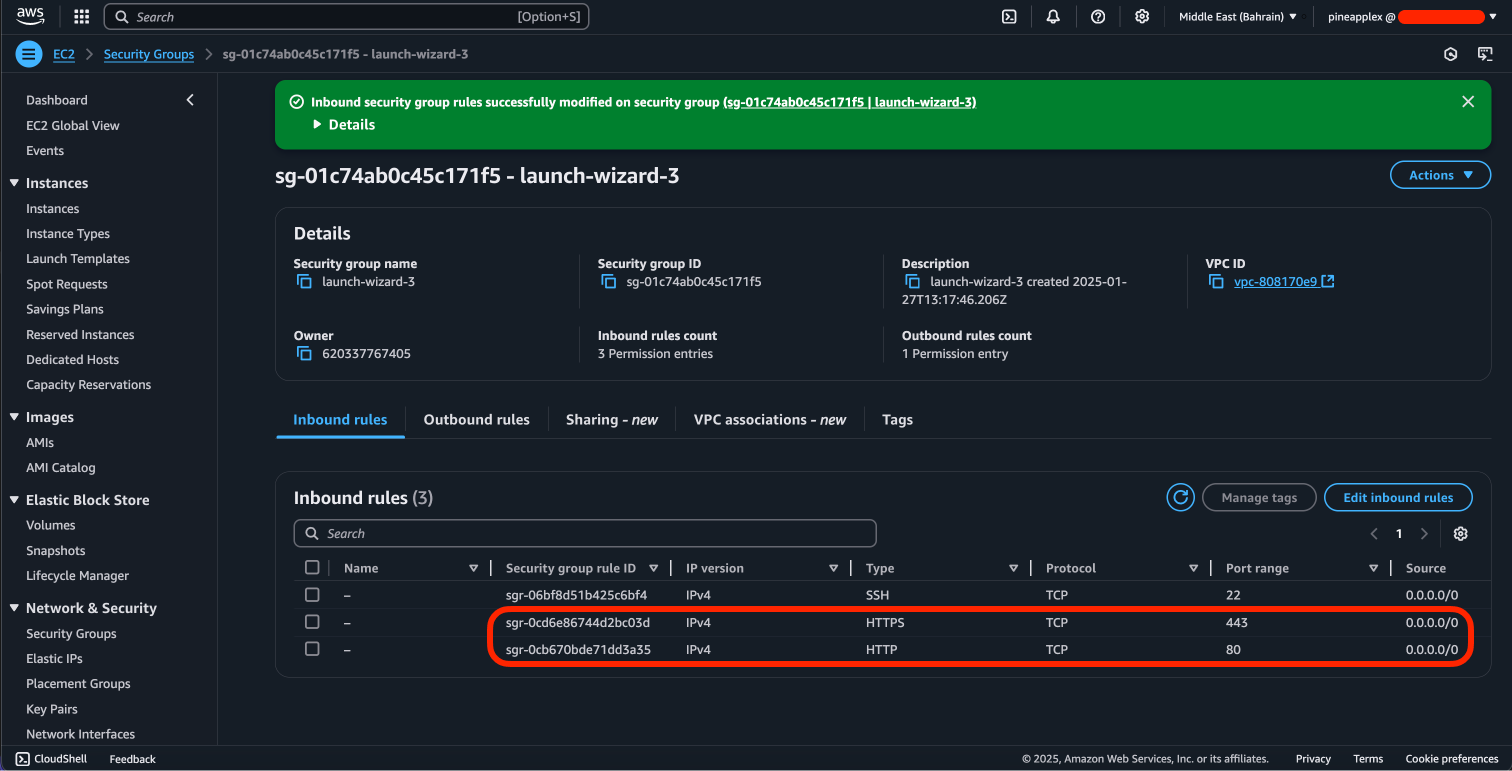 aws Search [Option+S] Middle East (Bahrain) pineapplex @
EC2 Security Groups sg-01c74ab0c45c171f5 - launch-wizard-3
Dashboard
EC2 Global View
Events
Instances
Instances
Instance Types
Launch Templates
Spot Requests
Savings Plans
Reserved Instances
Dedicated Hosts
Capacity Reservations
Images
AMIs
AMI Catalog
Elastic Block Store
Volumes
Snapshots
Lifecycle Manager
Network & Security
Security Groups
Elastic IPs
Placement Groups
Key Pairs
Network Interfaces
Inbound security group rules successfully modified on security group (sg-01c74ab0c45c171f5 | launch-wizard-3)
Details
sg-01c74ab0c45c171f5 - launch-wizard-3
Actions
Details
Security group name
launch-wizard-3
Security group ID
sg-01c74ab0c45c171f5
Description
launch-wizard-3 created 2025-01-
27T13:17:46.206Z
VPC ID
vpc-808170e9
Owner
620337767405
Inbound rules count
3 Permission entries
Outbound rules count
1 Permission entry
Inbound rules Outbound rules Sharing - new VPC associations - new Tags
Inbound rules (3)
Manage tags Edit inbound rules
Search
1
Name Security group rule ID IP version Type Protocol Port range Source
– sgr-06bf8d51b425c6bf4 IPv4 SSH TCP 22 0.0.0.0/0
– sgr-0cd6e86744d2bc03d IPv4 HTTPS TCP 443 0.0.0.0/0
– sgr-0cb670bde71dd3a35 IPv4 HTTP TCP 80 0.0.0.0/0
CloudShell Feedback © 2025, Amazon Web Services, Inc. or its affiliates. Privacy Terms Cookie preferences